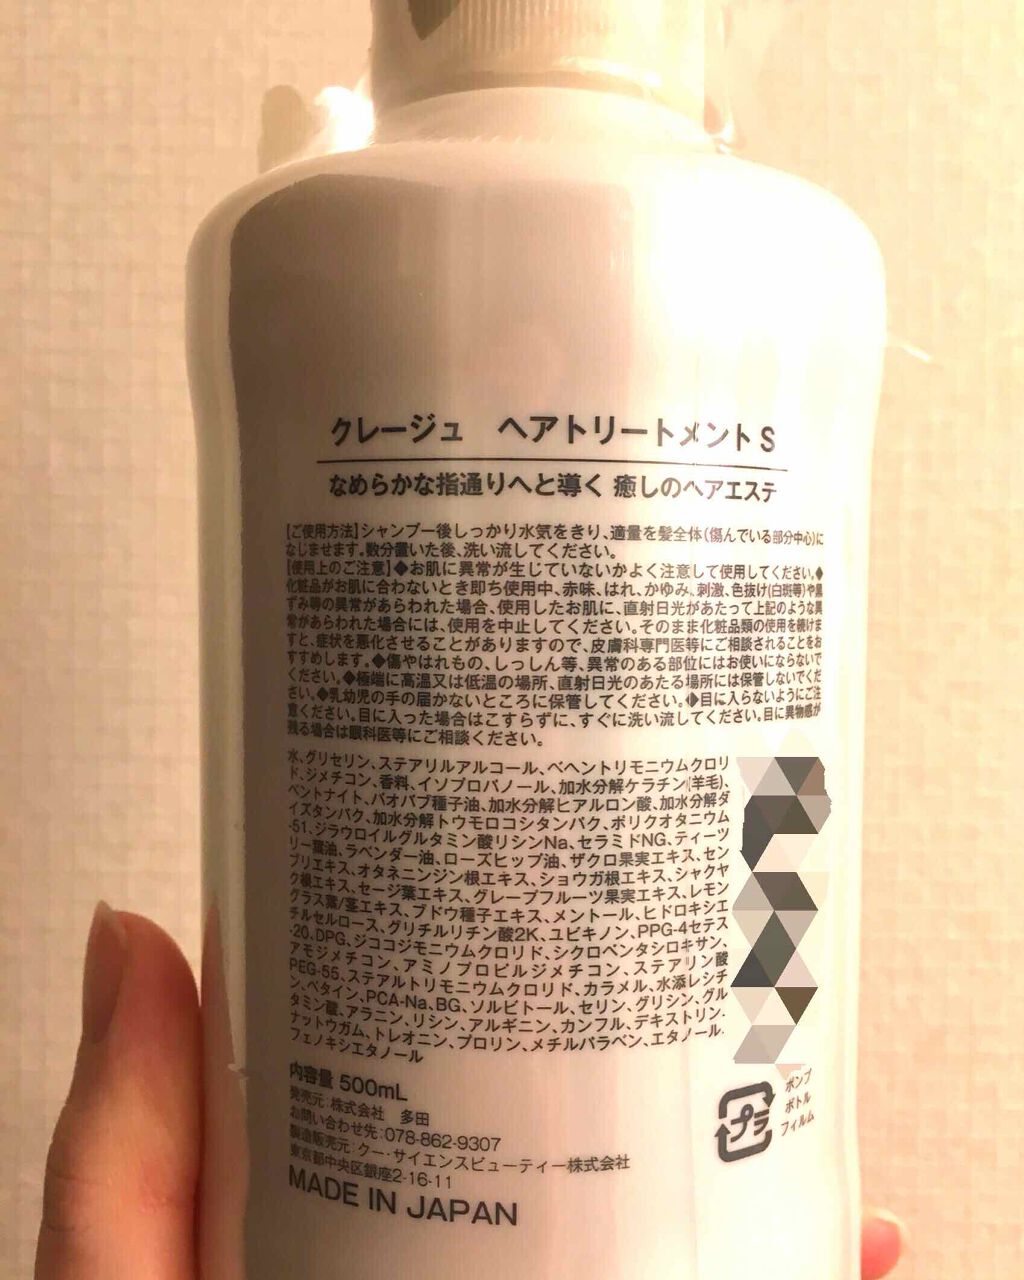 クレージュ　ヘアトリートメントS
なめらかな指通りへと導く 癒しのヘアエステ
【ご使用方法】シャンプー後しっかり水気をきり、適量を髪全体(傷んでいる部分中心)に
なじませます。数分置いた後、洗い流してください。
【使用上のご注意】◆お肌に異常が生じていないかよく注意して使用してください。◆
化粧品がお肌に合わないとき即ち使用中、赤味、はれ、かゆみ、刺激、色抜け(白斑等)や黒
ずみ等の異常があらわれた場合、使用したお肌に、直射日光があたって上記のような異
常があらわれた場合には、使用を中止してください。そのまま化粧品類の使用を続けま
すと、症状を悪化させることがありますので、皮膚科専門医等にご相談されることをお
すすめします。◆傷やはれもの、しっしん等、異常のある部位にはお使いにならないで
ください。◆極端に高温又は低温の場所、直射日光のあたる場所には保管しないでくだ
さい。◆乳幼児の手の届かないところに保管してください。◆目に入らないようにご注
意ください。目に入った場合はこすらずに、すぐに洗い流してください。目に異物感が
残る場合は眼科医等にご相談ください。
水、グリセリン、ステアリルアルコール、ベヘントリモニウムクロリ
ド、ジメチコン、香料、イソプロパノール、加水分解ケラチン(羊毛)、
ベントナイト、バオバブ種子油、加水分解ヒアルロン酸、加水分解ダ
イズタンパク、加水分解トウモロコシタンパク、ポリクオタニウム
-51、ジラウロイルグルタミン酸リシンNa、セラミドNG、ティーツ
リー葉油、ラベンダー油、ローズヒップ油、ザクロ果実エキス、セン
ブリエキス、オタネニンジン根エキス、ショウガ根エキス、シャクヤ
ク根エキス、セージ葉エキス、グレープフルーツ果実エキス、レモン
グラス葉/茎エキス、ブドウ種子エキス、メントール、ヒドロキシエ
チルセルロース、グリチルリチン酸2K、ユビキノン、PPG-4セテス
-20、DPG、ジココジモニウムクロリド、シクロペンタシロキサン、
アモジメチコン、アミノプロピルジメチコン、ステアリン酸
PEG-55、ステアルトリモニウムクロリド、カラメル、水添レシチ
ン、ベタイン、PCA-Na、BG、ソルビトール、セリン、グリシン、グル
タミン酸、アラニン、リシン、アルギニン、カンフル、デキストリン、
ナットウガム、トレオニン、プロリン、メチルパラベン、エタノール、
フェノキシエタノール
内容量 500mL
発売元：株式会社　多田
お問い合わせ先：078-862-9307
製造販売元：クー・サイエンスビューティー株式会社
東京都中央区銀座2-16-11
MADE IN JAPAN
プラ
ポンプ
ボトル
フィルム